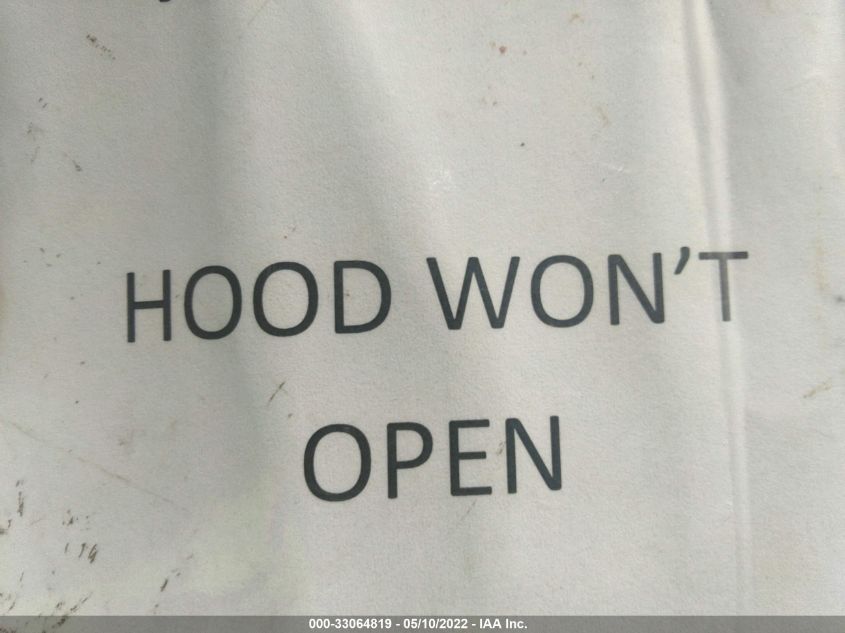 HOOD WON'T
OPEN
000-33064819 - 05/10/2022 - IAA Inc.